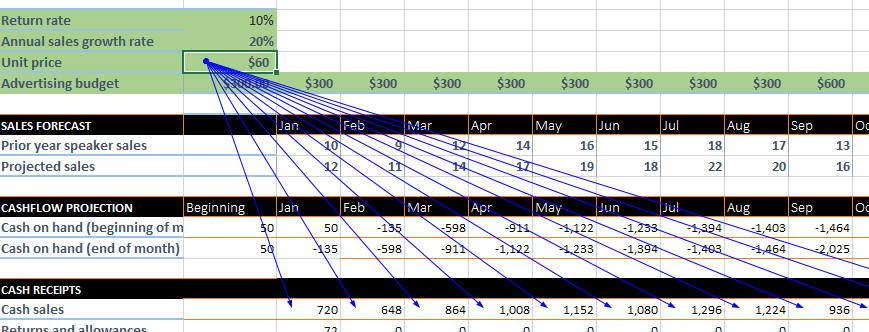 Return rate 10%
Annual sales growth rate 20%
Unit price $60
Advertising budget $300.00 $300 $300 $300 $300 $300 $300 $300 $300 $600
SALES FORECAST Jan Feb Mar Apr May Jun Jul Aug Sep Oc
Prior year speaker sales 10 9 12 14 16 15 18 17 13
Projected sales 12 11 14 17 19 18 22 20 16
CASHFLOW PROJECTION Beginning Jan Feb Mar Apr May Jun Jul Aug Sep Oc
Cash on hand (beginning of m 50 50 -135 -598 -911 -1,122 -1,233 -1,394 -1,403 -1,464
Cash on hand (end of month) 50 -135 -598 -911 -1,122 -1,233 -1,394 -1,403 -1,464 -2,025
CASH RECEIPTS
Cash sales 720 648 864 1,008 1,152 1,080 1,296 1,224 936
Returns and allowances 72 0 0 0 0 0 0 0 0